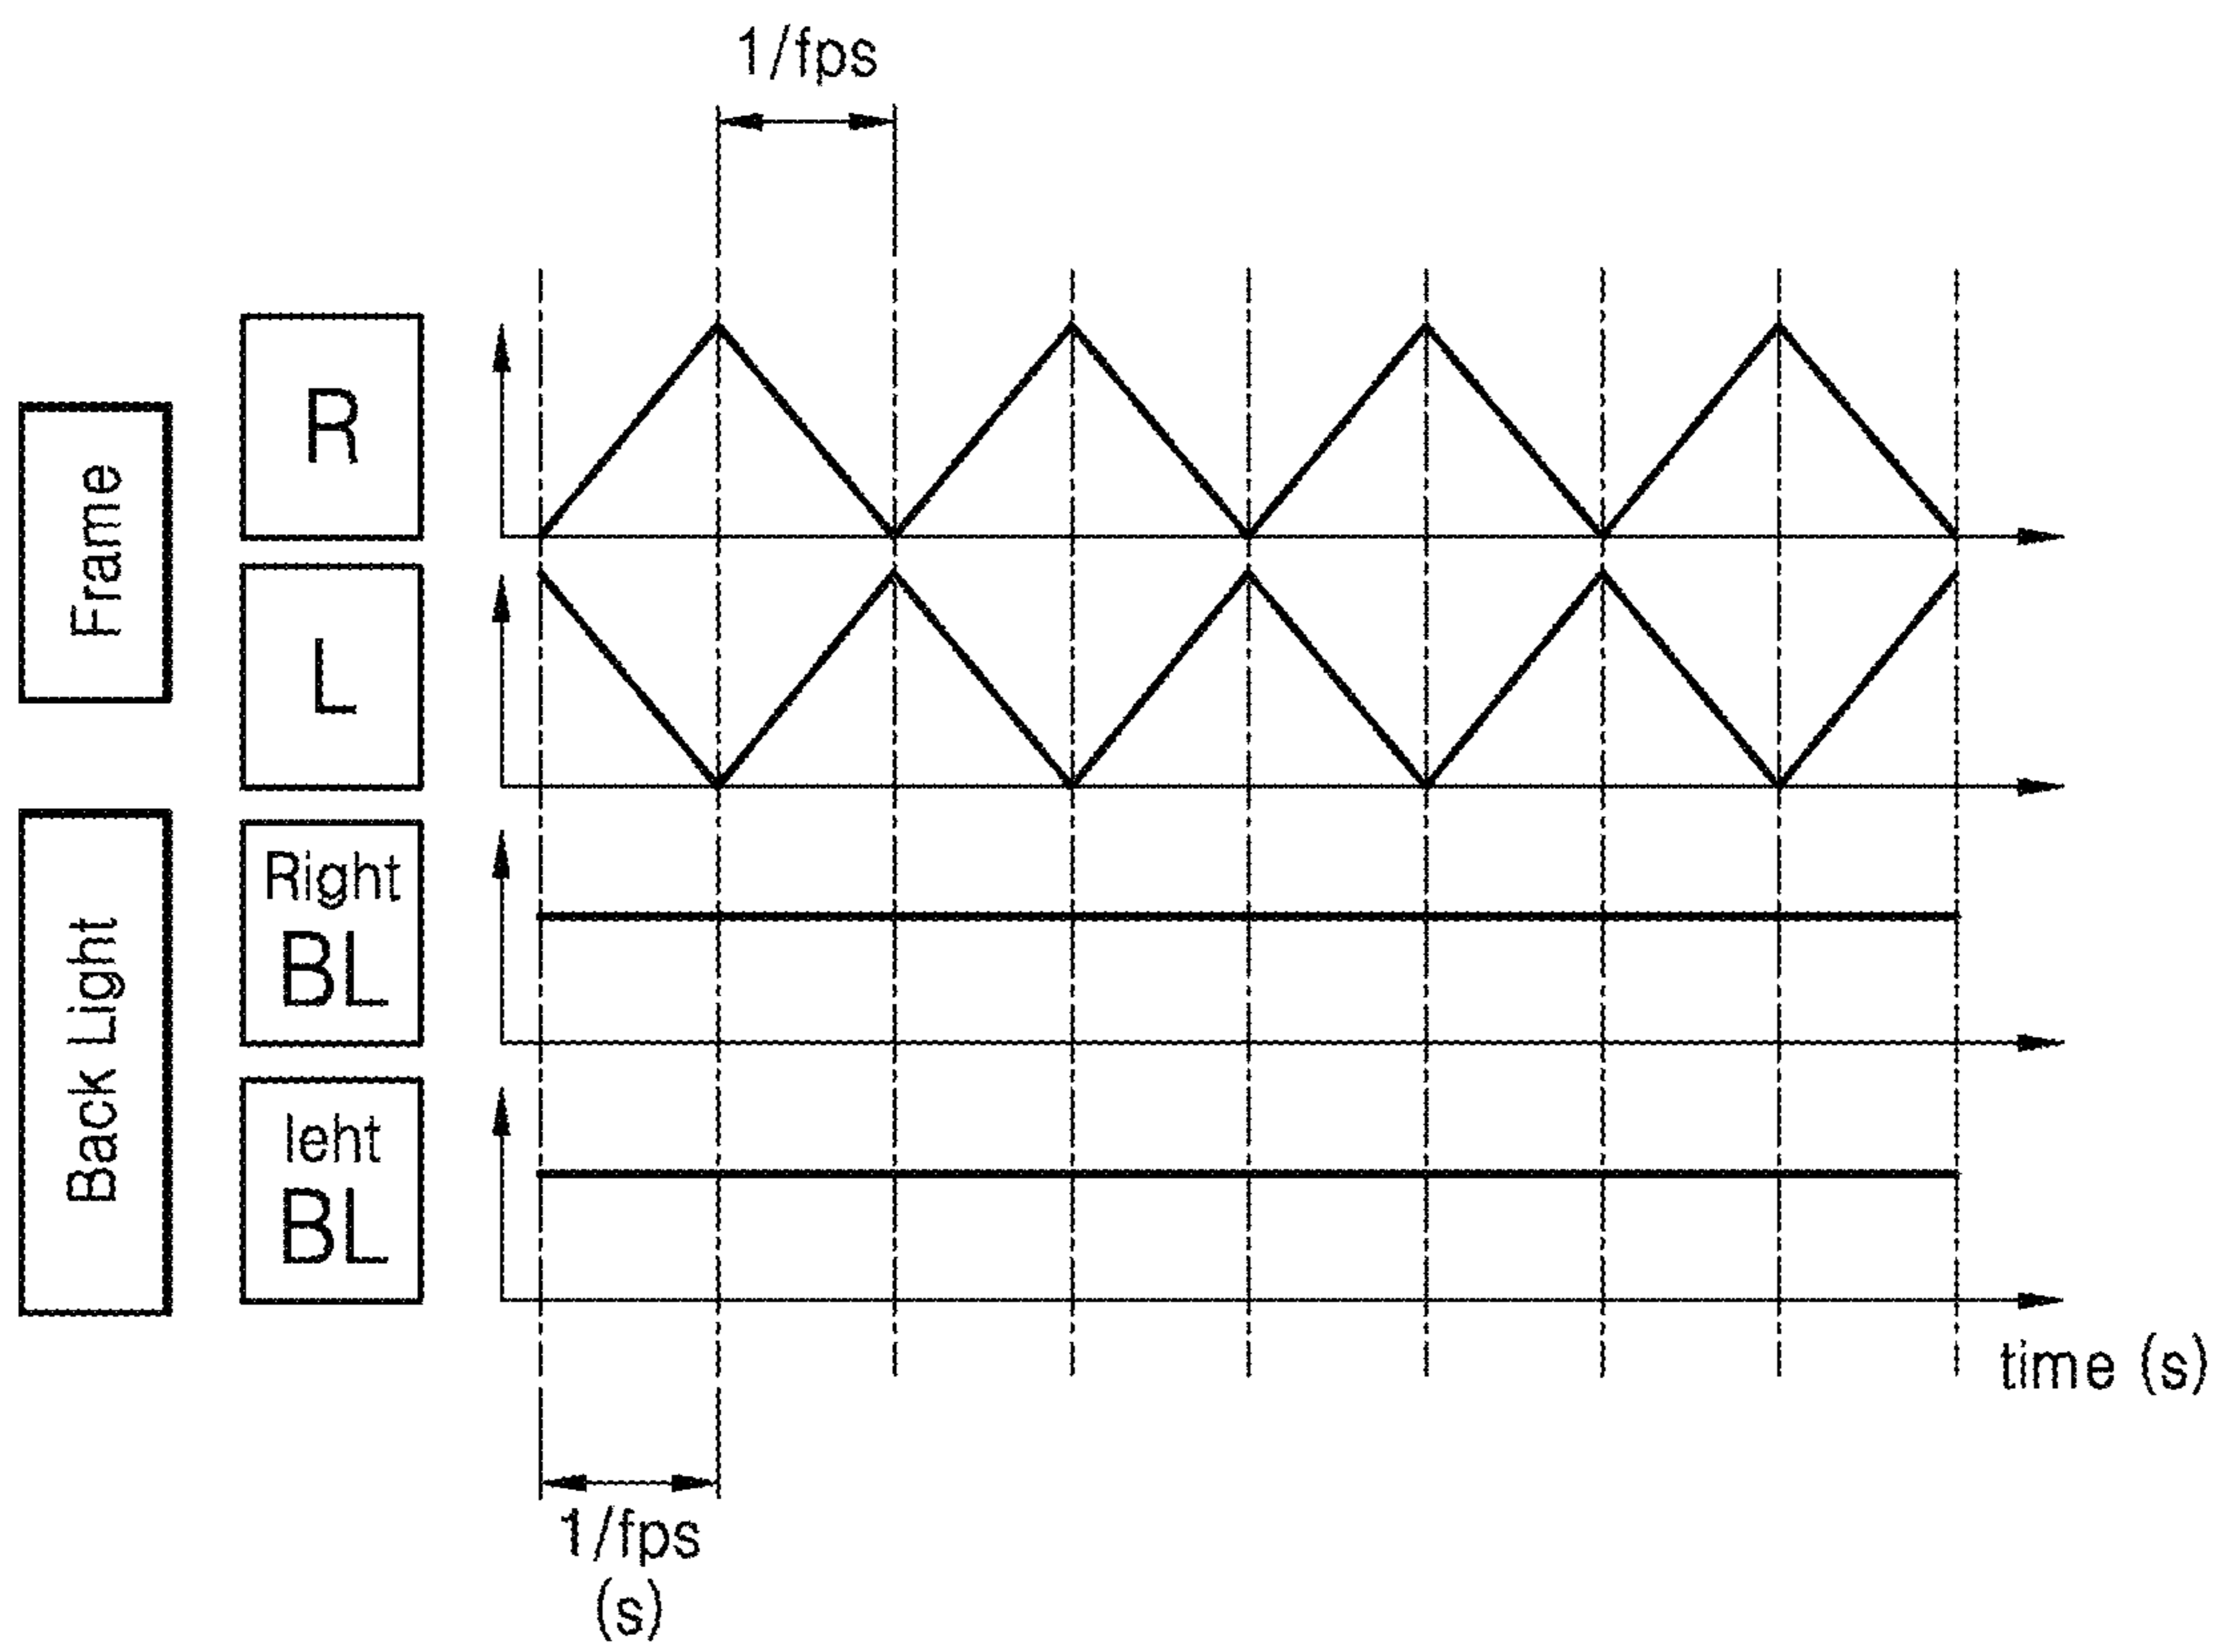 1/fps
Frame
R
L
Back Light
Right
BL
leht
BL
time (s)
1/fps
(s)